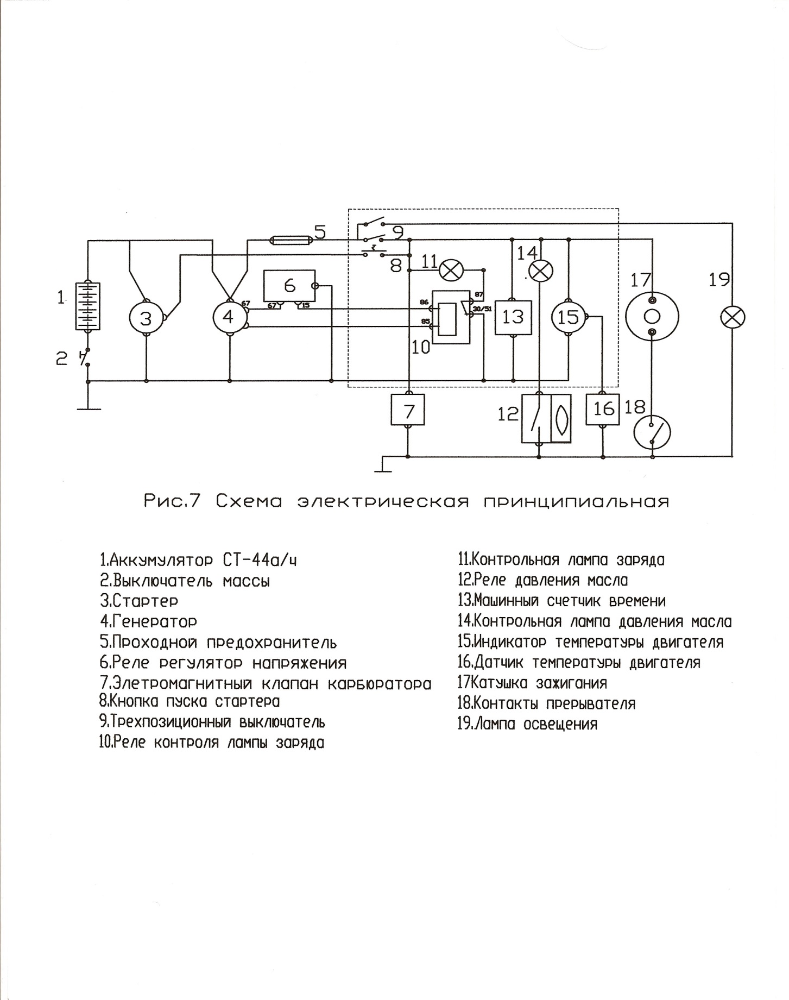 5
9
8
11
14
17
19
1
6
87
86
67
67
15
30/51
3
4
13
15
85
10
2
7
12
16
18
Рис.7 Схема электрическая принципиальная
1.Аккумулятор СТ-44а/ч
2.Выключатель массы
3.Стартер
4.Генератор
5.Проходной предохранитель
6.Реле регулятор напряжения
7.Элетромагнитный клапан карбюратора
8.Кнопка пуска стартера
9.Трехпозиционный выключатель
10.Реле контроля лампы заряда
11.Контрольная лампа заряда
12.Реле давления масла
13.Машинный счетчик времени
14.Контрольная лампа давления масла
15.Индикатор температуры двигателя
16.Датчик температуры двигателя
17Катушка зажигания
18.Контакты прерывателя
19.Лампа освещения